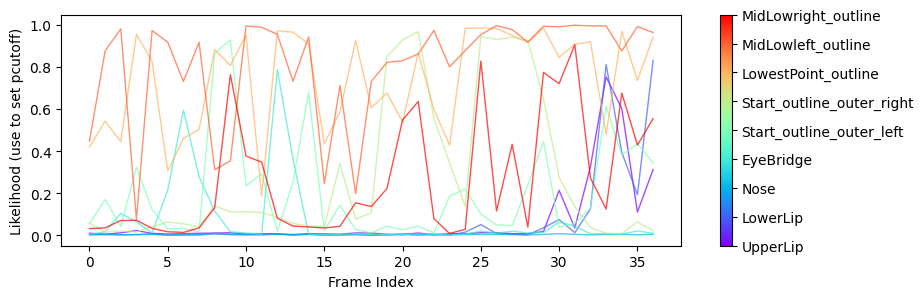 Likelihood (use to set pcutoff)
1.0
0.8
0.6
0.4
0.2
0.0
0 5 10 15 20 25 30 35
Frame Index
MidLowright_outline
MidLowleft_outline
LowestPoint_outline
Start_outline_outer_right
Start_outline_outer_left
EyeBridge
Nose
LowerLip
UpperLip